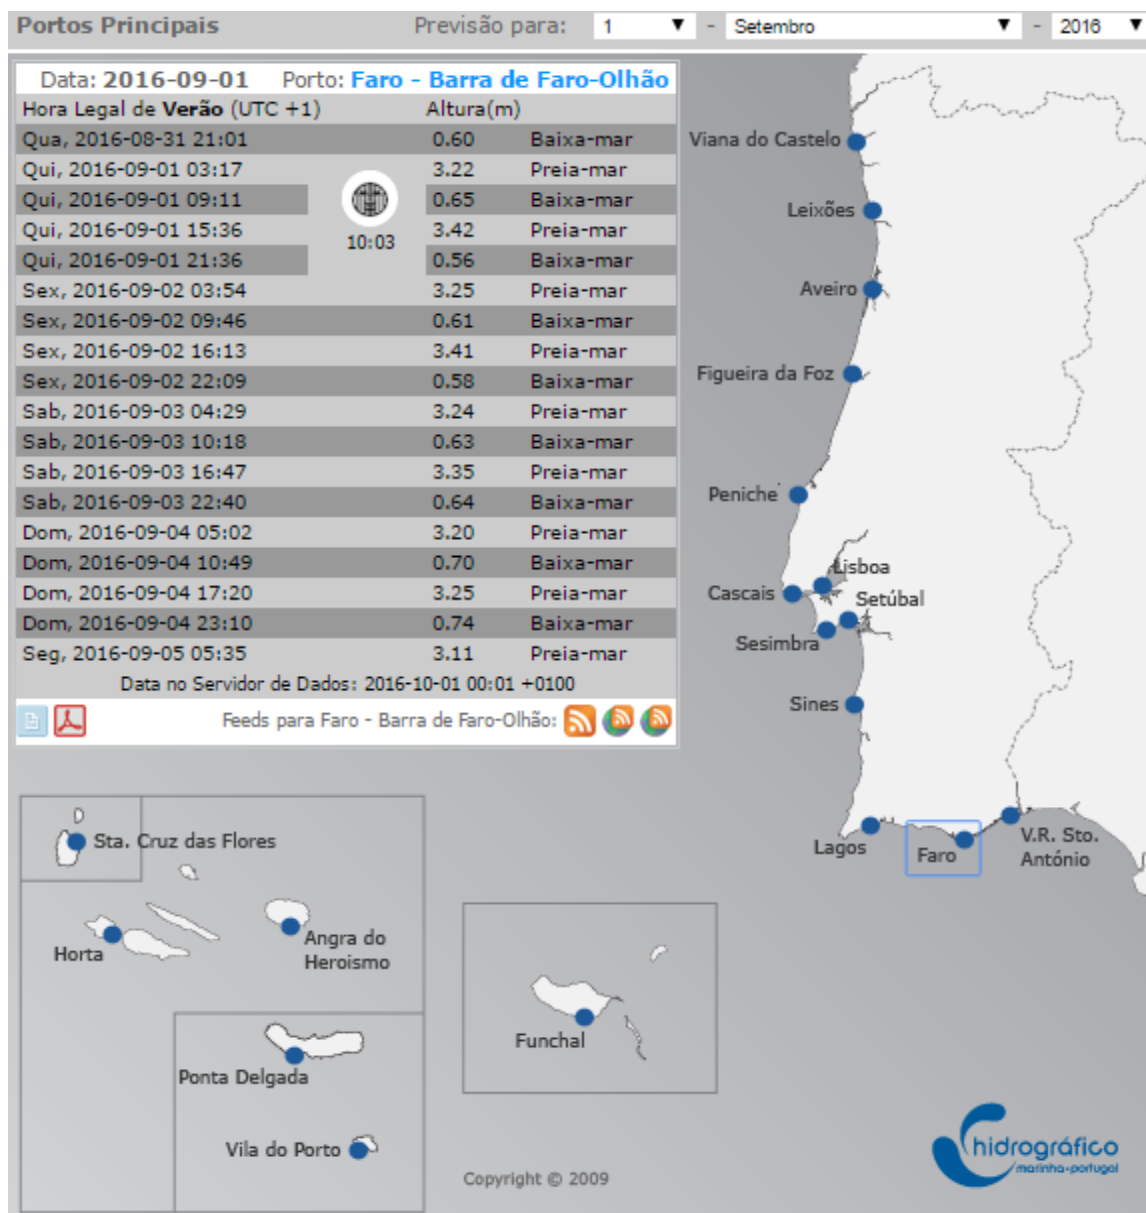 Portos Principais Previsão para: 1 ▼ - Setembro ▼ - 2016 ▼
Data: 2016-09-01 Porto: Faro - Barra de Faro-Olhão
Hora Legal de Verão (UTC +1) Altura(m)
Qua, 2016-08-31 21:01 0.60 Baixa-mar
Qui, 2016-09-01 03:17 3.22 Preia-mar
Qui, 2016-09-01 09:11 0.65 Baixa-mar
Qui, 2016-09-01 15:36 3.42 Preia-mar
10:03
Qui, 2016-09-01 21:36 0.56 Baixa-mar
Sex, 2016-09-02 03:54 3.25 Preia-mar
Sex, 2016-09-02 09:46 0.61 Baixa-mar
Sex, 2016-09-02 16:13 3.41 Preia-mar
Sex, 2016-09-02 22:09 0.58 Baixa-mar
Sab, 2016-09-03 04:29 3.24 Preia-mar
Sab, 2016-09-03 10:18 0.63 Baixa-mar
Sab, 2016-09-03 16:47 3.35 Preia-mar
Sab, 2016-09-03 22:40 0.64 Baixa-mar
Dom, 2016-09-04 05:02 3.20 Preia-mar
Dom, 2016-09-04 10:49 0.70 Baixa-mar
Dom, 2016-09-04 17:20 3.25 Preia-mar
Dom, 2016-09-04 23:10 0.74 Baixa-mar
Seg, 2016-09-05 05:35 3.11 Preia-mar
Data no Servidor de Dados: 2016-10-01 00:01 +0100
Feeds para Faro - Barra de Faro-Olhão:
Viana do Castelo
Leixões
Aveiro
Figueira da Foz
Peniche
Lisboa
Cascais
Setúbal
Sesimbra
Sines
Lagos
Faro
V.R. Sto.
António
Sta. Cruz das Flores
Horta
Angra do
Heroismo
Ponta Delgada
Vila do Porto
Funchal
Copyright © 2009
hidrográfico
marinha-portugal